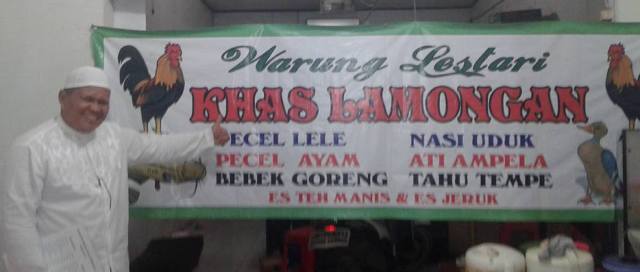 Warung Lestari
KHAS LAMONGAN
PECEL LELE NASI UDUK
PECEL AYAM ATI AMPELA
BEBEK GORENG TAHU TEMPE
ES TEH MANIS & ES JERUK